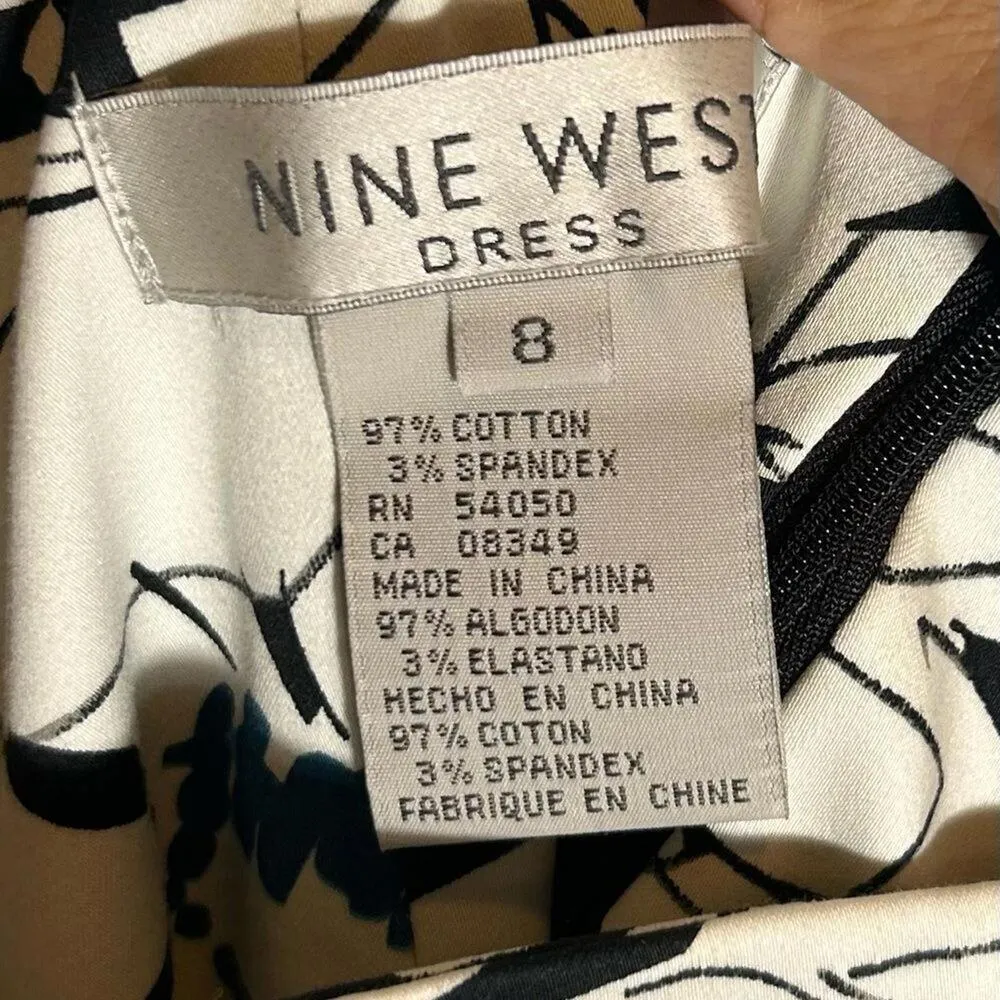 NINE WEST
DRESS
8
97% COTTON
3% SPANDEX
RN 54050
CA 08349
MADE IN CHINA
97% ALGODON
3% ELASTANO
HECHO EN CHINA
97% COTON
3% SPANDEX
FABRIQUE EN CHINE